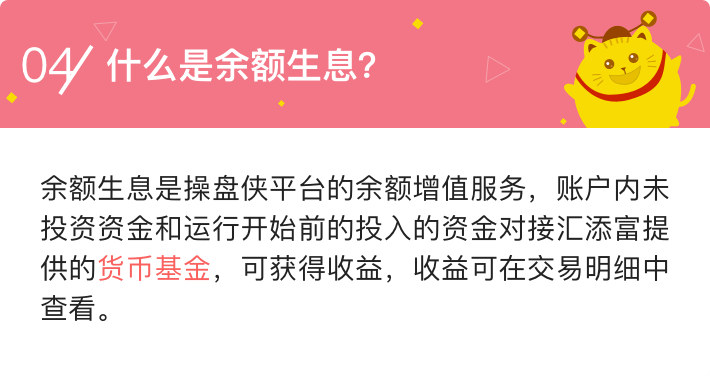 04/ 什么是余额生息?
余额生息是操盘侠平台的余额增值服务，账户内未
投资资金和运行开始前的投入的资金对接汇添富提
供的货币基金，可获得收益，收益可在交易明细中
查看。